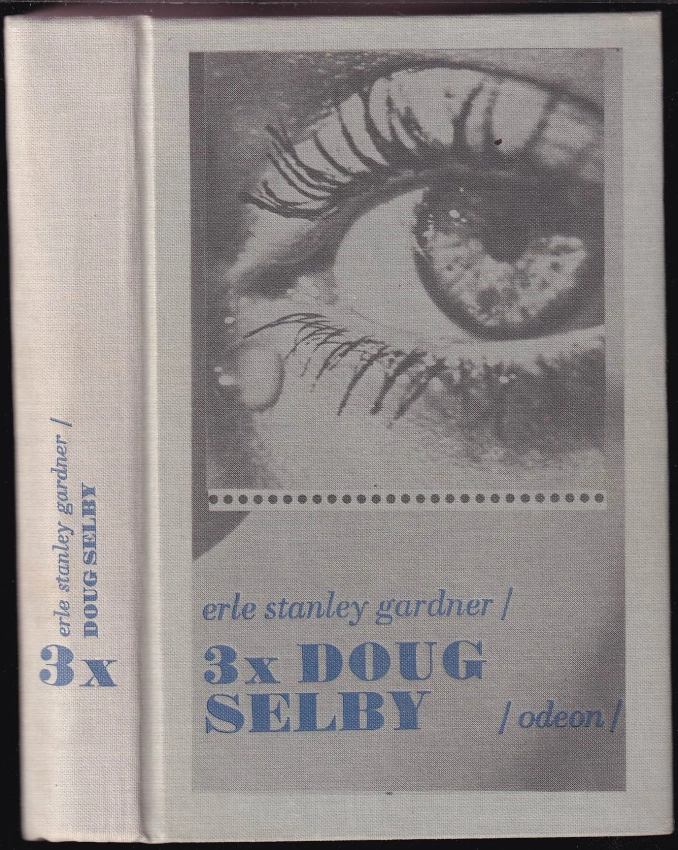 erle stanley gardner /
DOUG SELBY
3x
erle stanley gardner /
3x DOUG
SELBY
/ odeon /